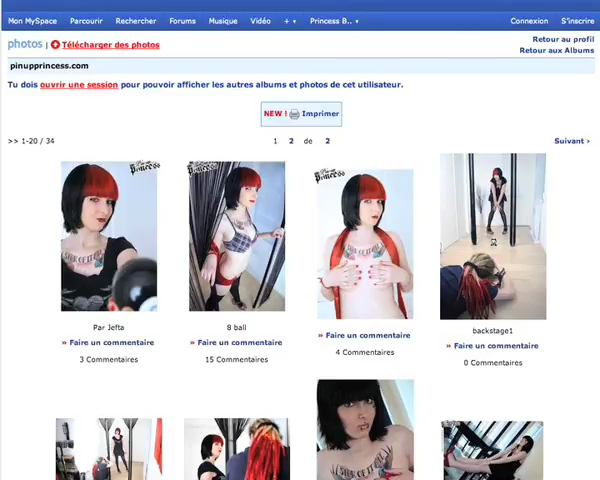 Mon MySpace Parcourir Rechercher Forums Musique Vidéo + ▾ Princess B.. ▾ Connexion S'inscrire
photos | Télécharger des photos
Retour au profil
Retour aux Albums
pinupprincess.com
Tu dois ouvrir une session pour pouvoir afficher les autres albums et photos de cet utilisateur.
NEW ! Imprimer
>> 1-20 / 34 1 2 de 2 Suivant ›
Princess
Princess
Princess
Par Jefta
» Faire un commentaire
3 Commentaires
8 ball
» Faire un commentaire
15 Commentaires
» Faire un commentaire
4 Commentaires
backstage1
» Faire un commentaire
0 Commentaires